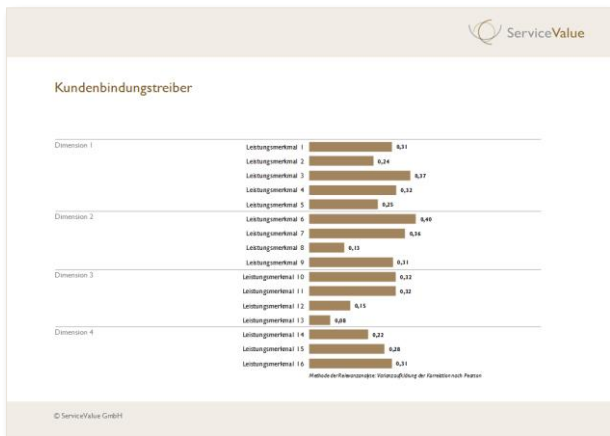 ServiceValue
Kundenbindungstreiber
Dimension 1
Leistungsmerkmal 1 0,31
Leistungsmerkmal 2 0,24
Leistungsmerkmal 3 0,37
Leistungsmerkmal 4 0,32
Leistungsmerkmal 5 0,25
Dimension 2
Leistungsmerkmal 6 0,40
Leistungsmerkmal 7 0,36
Leistungsmerkmal 8 0,13
Leistungsmerkmal 9 0,31
Dimension 3
Leistungsmerkmal 10 0,32
Leistungsmerkmal 11 0,32
Leistungsmerkmal 12 0,15
Leistungsmerkmal 13 0,08
Dimension 4
Leistungsmerkmal 14 0,22
Leistungsmerkmal 15 0,28
Leistungsmerkmal 16 0,31
Methode der Relevanzanalyse: Varianzaufklärung der Korrelation nach Pearson
© ServiceValue GmbH